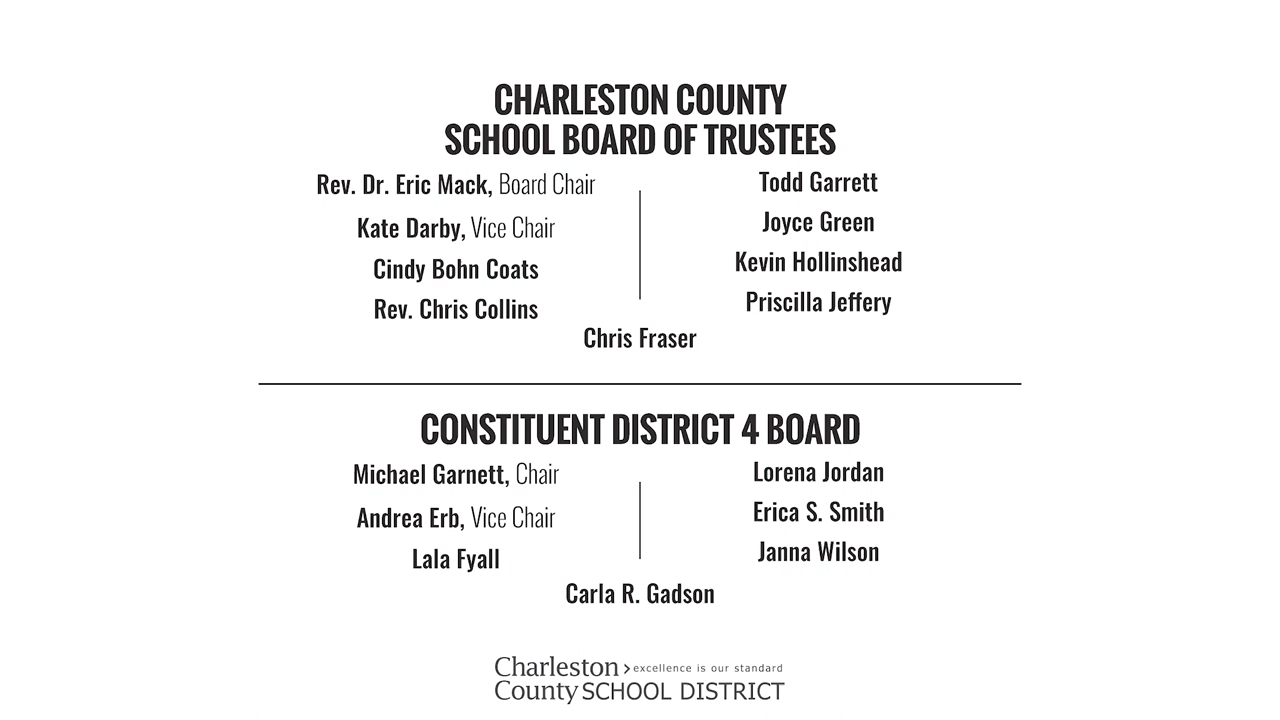 CHARLESTON COUNTY
SCHOOL BOARD OF TRUSTEES
Rev. Dr. Eric Mack, Board Chair
Kate Darby, Vice Chair
Cindy Bohn Coats
Rev. Chris Collins
Todd Garrett
Joyce Green
Kevin Hollinshead
Priscilla Jeffery
Chris Fraser
CONSTITUENT DISTRICT 4 BOARD
Michael Garnett, Chair
Andrea Erb, Vice Chair
Lala Fyall
Lorena Jordan
Erica S. Smith
Janna Wilson
Carla R. Gadson
Charleston > excellence is our standard
County SCHOOL DISTRICT